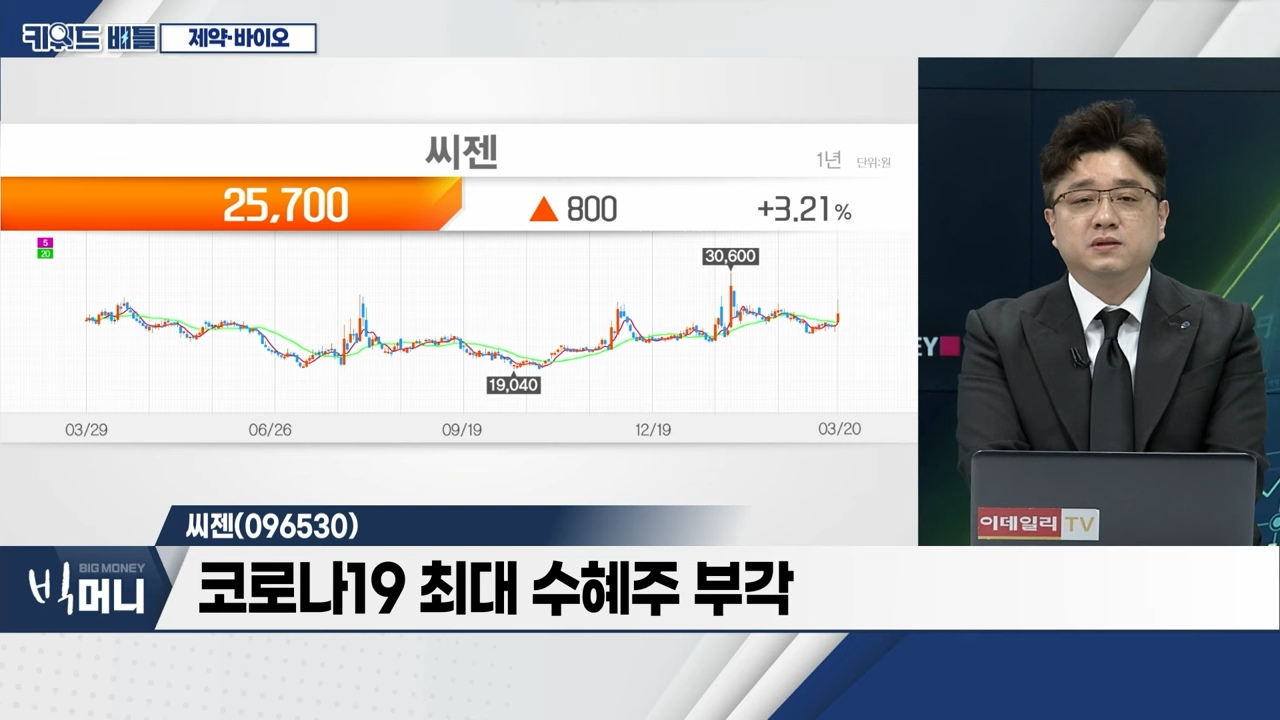 키워드 배틀
제약·바이오
씨젠
1년 단위:원
25,700 ▲ 800 +3.21%
5
20
30,600
19,040
03/29 06/26 09/19 12/19 03/20
EY
이데일리 TV
씨젠(096530)
BIG MONEY
빅머니
코로나19 최대 수혜주 부각